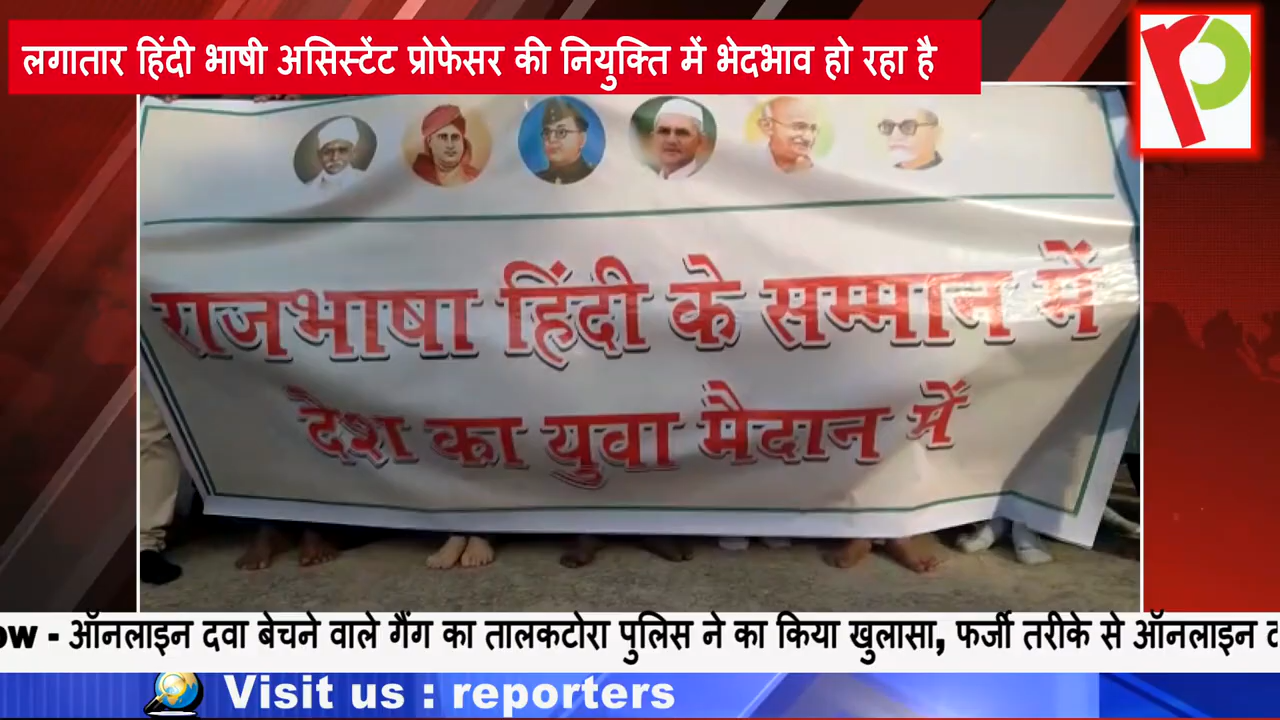 लगातार हिंदी भाषी असिस्टेंट प्रोफेसर की नियुक्ति में भेदभाव हो रहा है
rp
राजभाषा हिंदी के सम्मान में
देश का युवा मैदान में
ow - ऑनलाइन दवा बेचने वाले गैंग का तालकटोरा पुलिस ने का किया खुलासा, फर्जी तरीके से ऑनलाइन
Visit us : reporters